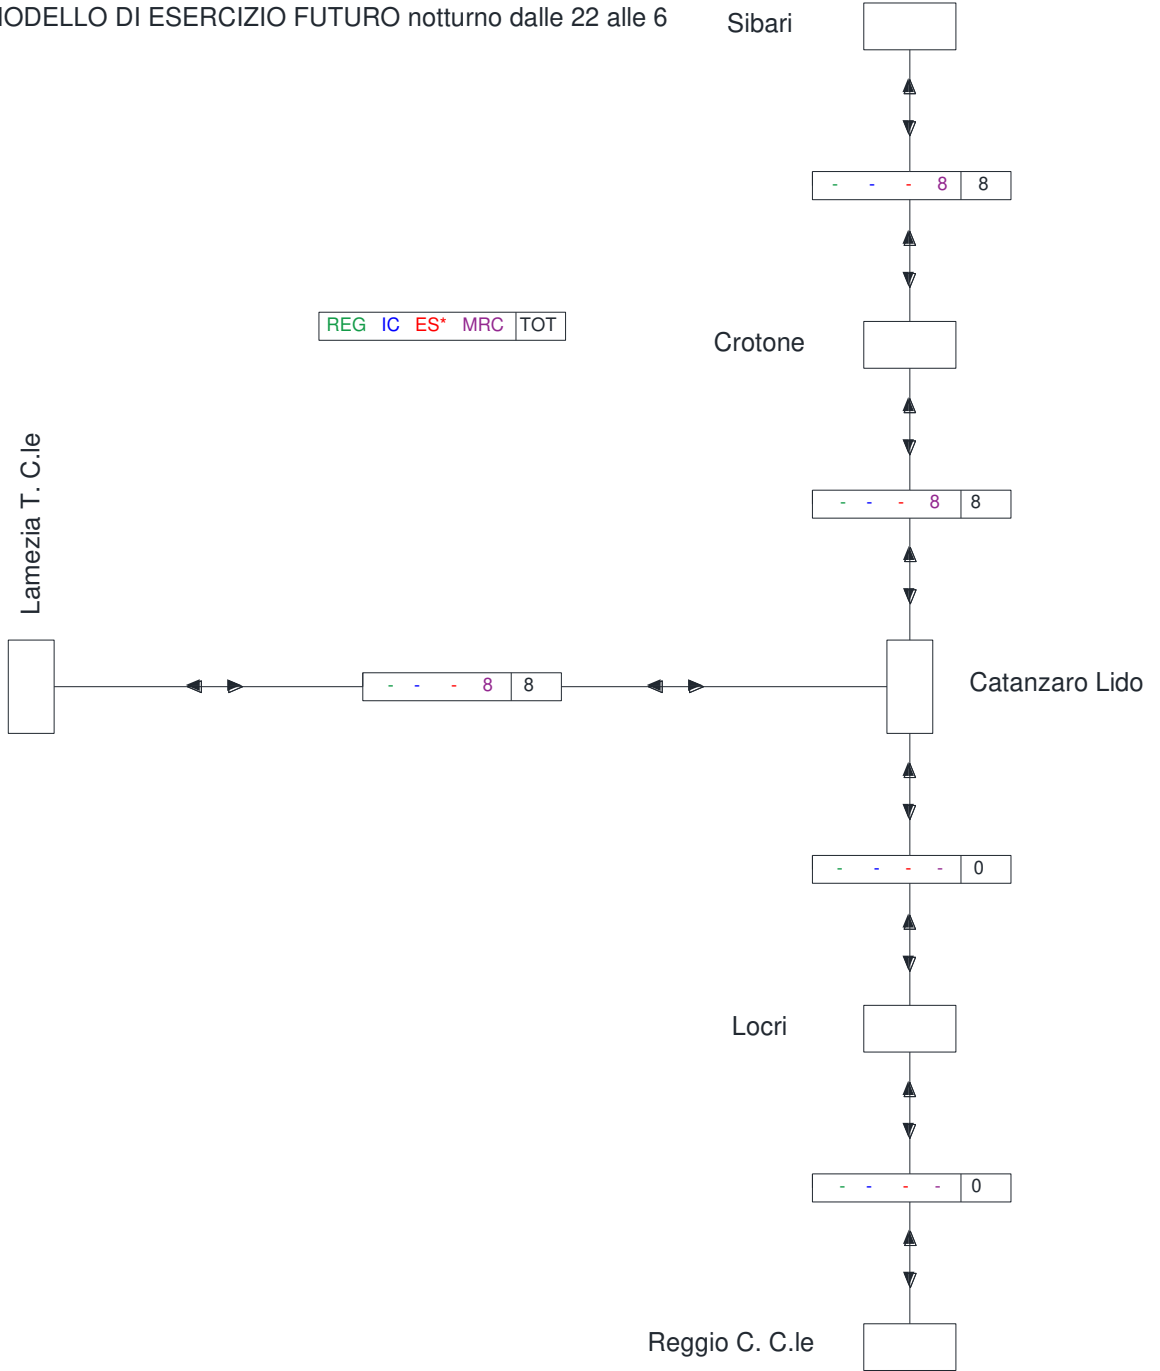 MODELLO DI ESERCIZIO FUTURO notturno dalle 22 alle 6
Sibari
- - - 8 8
REG IC ES* MRC TOT
Crotone
Lamezia T. C.le
- - - 8 8
- - - 8 8
Catanzaro Lido
- - - - 0
Locri
- - - - 0
Reggio C. C.le